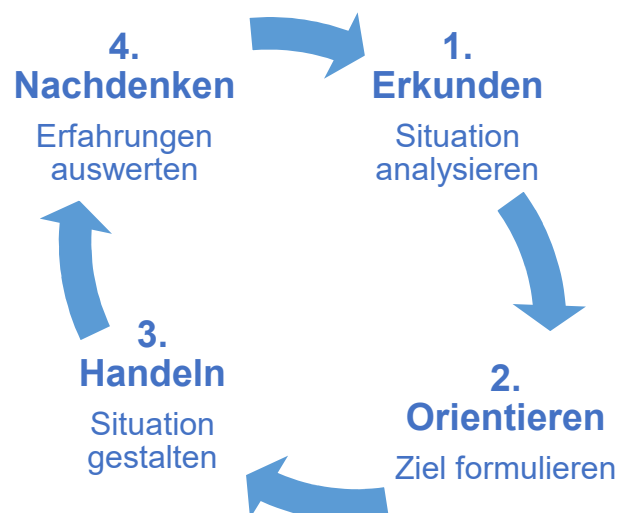 1.
Erkunden
Situation
analysieren
2.
Orientieren
Ziel formulieren
3.
Handeln
Situation
gestalten
4.
Nachdenken
Erfahrungen
auswerten